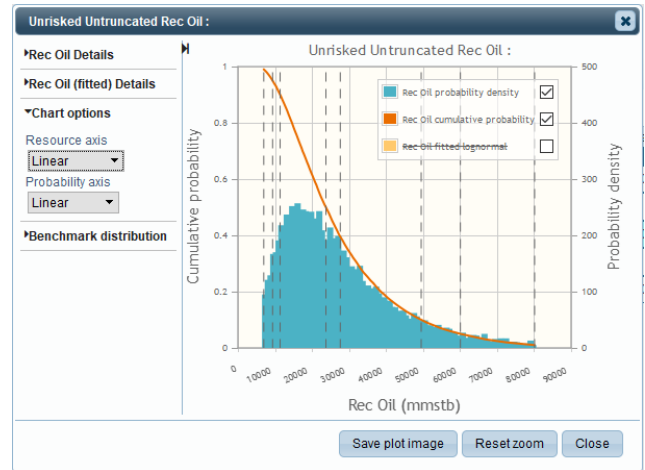 Unrisked Untruncated Rec Oil :
Rec Oil Details
Rec Oil (fitted) Details
Chart options
Resource axis
Linear
Probability axis
Linear
Benchmark distribution
Unrisked Untruncated Rec Oil :
Rec Oil probability density
Rec Oil cumulative probability
Rec Oil fitted lognormal
Cumulative probability
1
0.8
0.6
0.4
0.2
0
Probability density
500
400
300
200
100
0
0 10000 20000 30000 40000 50000 60000 70000 80000 90000
Rec Oil (mmstb)
Save plot image Reset zoom Close